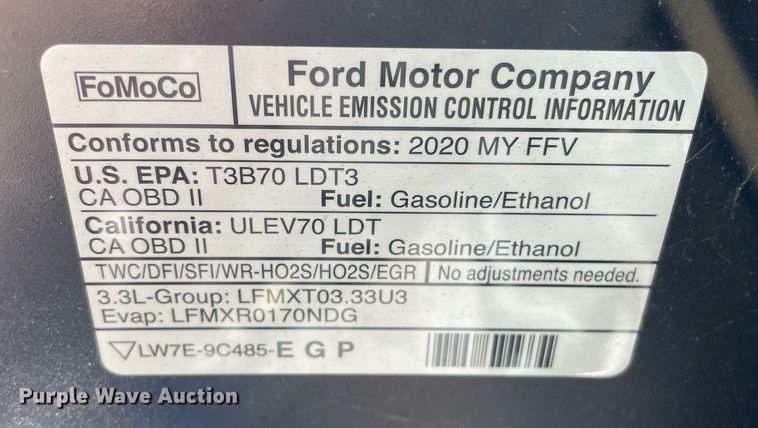 FoMoCo
Ford Motor Company
VEHICLE EMISSION CONTROL INFORMATION
Conforms to regulations: 2020 MY FFV
U.S. EPA: T3B70 LDT3
CA OBD II Fuel: Gasoline/Ethanol
California: ULEV70 LDT
CA OBD II Fuel: Gasoline/Ethanol
TWC/DFI/SFI/WR-HO2S/HO2S/EGR No adjustments needed.
3.3L-Group: LFMXT03.33U3
Evap: LFMXR0170NDG
LW7E-9C485-E G P
Purple Wave Auction